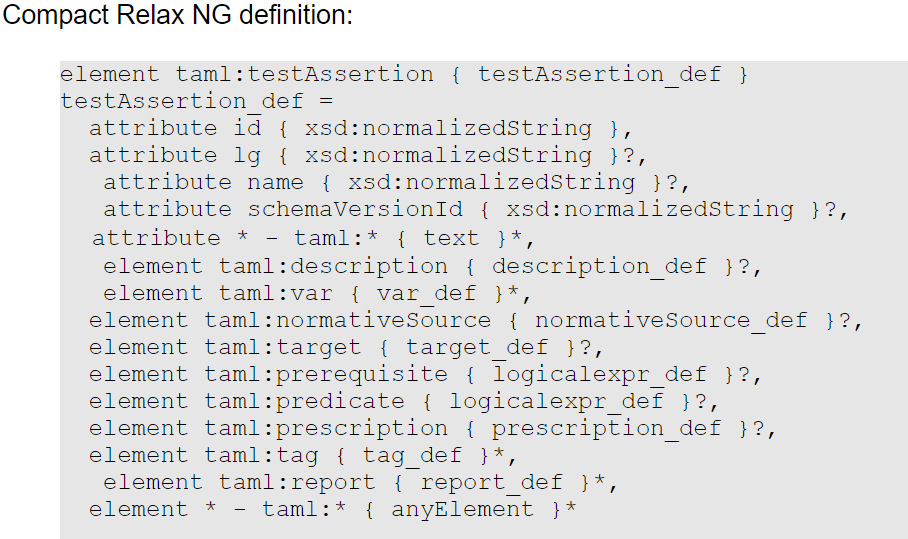 Compact Relax NG definition:
element taml:testAssertion { testAssertion_def }
testAssertion_def =
attribute id { xsd:normalizedString },
attribute lg { xsd:normalizedString }?,
attribute name { xsd:normalizedString }?,
attribute schemaVersionId { xsd:normalizedString }?,
attribute * - taml:* { text }*,
element taml:description { description_def }?,
element taml:var { var_def }*,
element taml:normativeSource { normativeSource_def }?,
element taml:target { target_def }?,
element taml:prerequisite { logicalexpr_def }?,
element taml:predicate { logicalexpr_def }?,
element taml:prescription { prescription_def }?,
element taml:tag { tag_def }*,
element taml:report { report_def }*,
element * - taml:* { anyElement }*